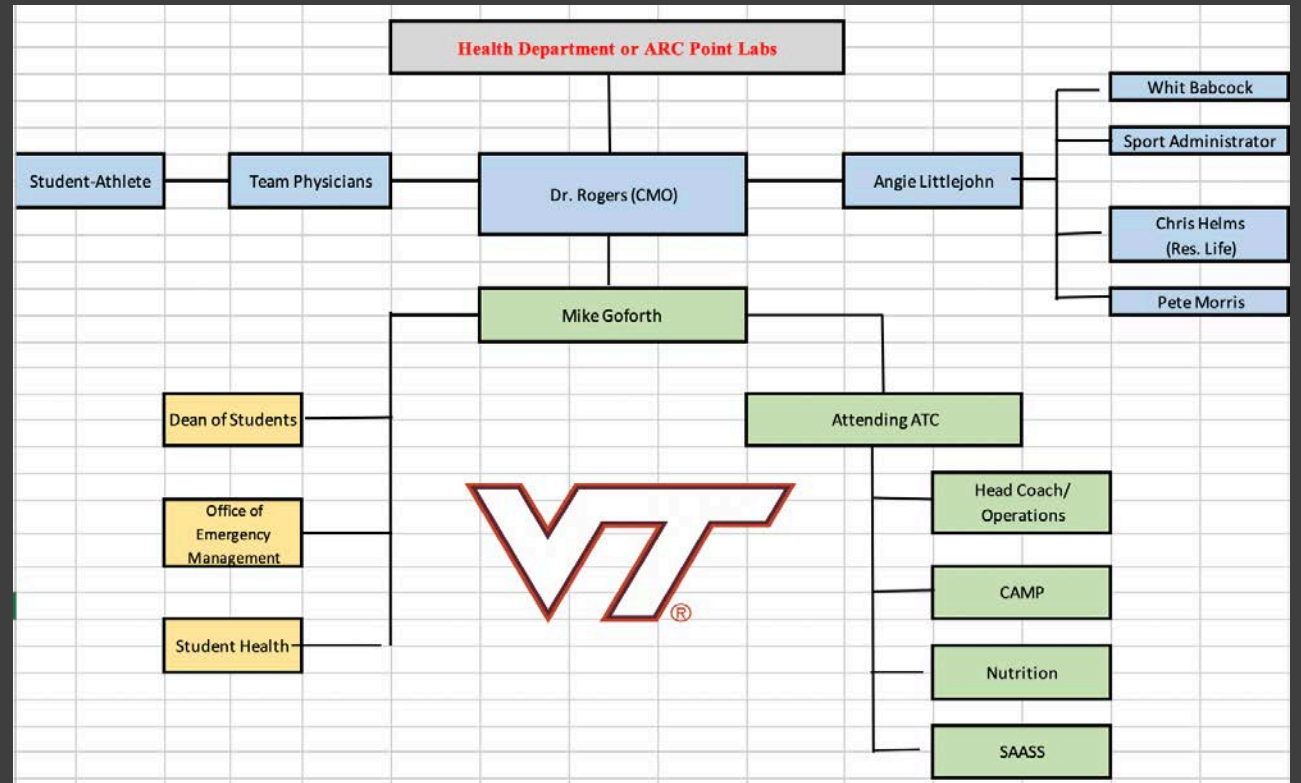 Health Department or ARC Point Labs
Whit Babcock
Sport Administrator
Student-Athlete
Team Physicians
Dr. Rogers (CMO)
Angie Littlejohn
Chris Helms
(Res. Life)
Pete Morris
Mike Goforth
Dean of Students
Attending ATC
Office of
Emergency
Management
Head Coach/
Operations
CAMP
Student Health
Nutrition
SAASS
VT
®